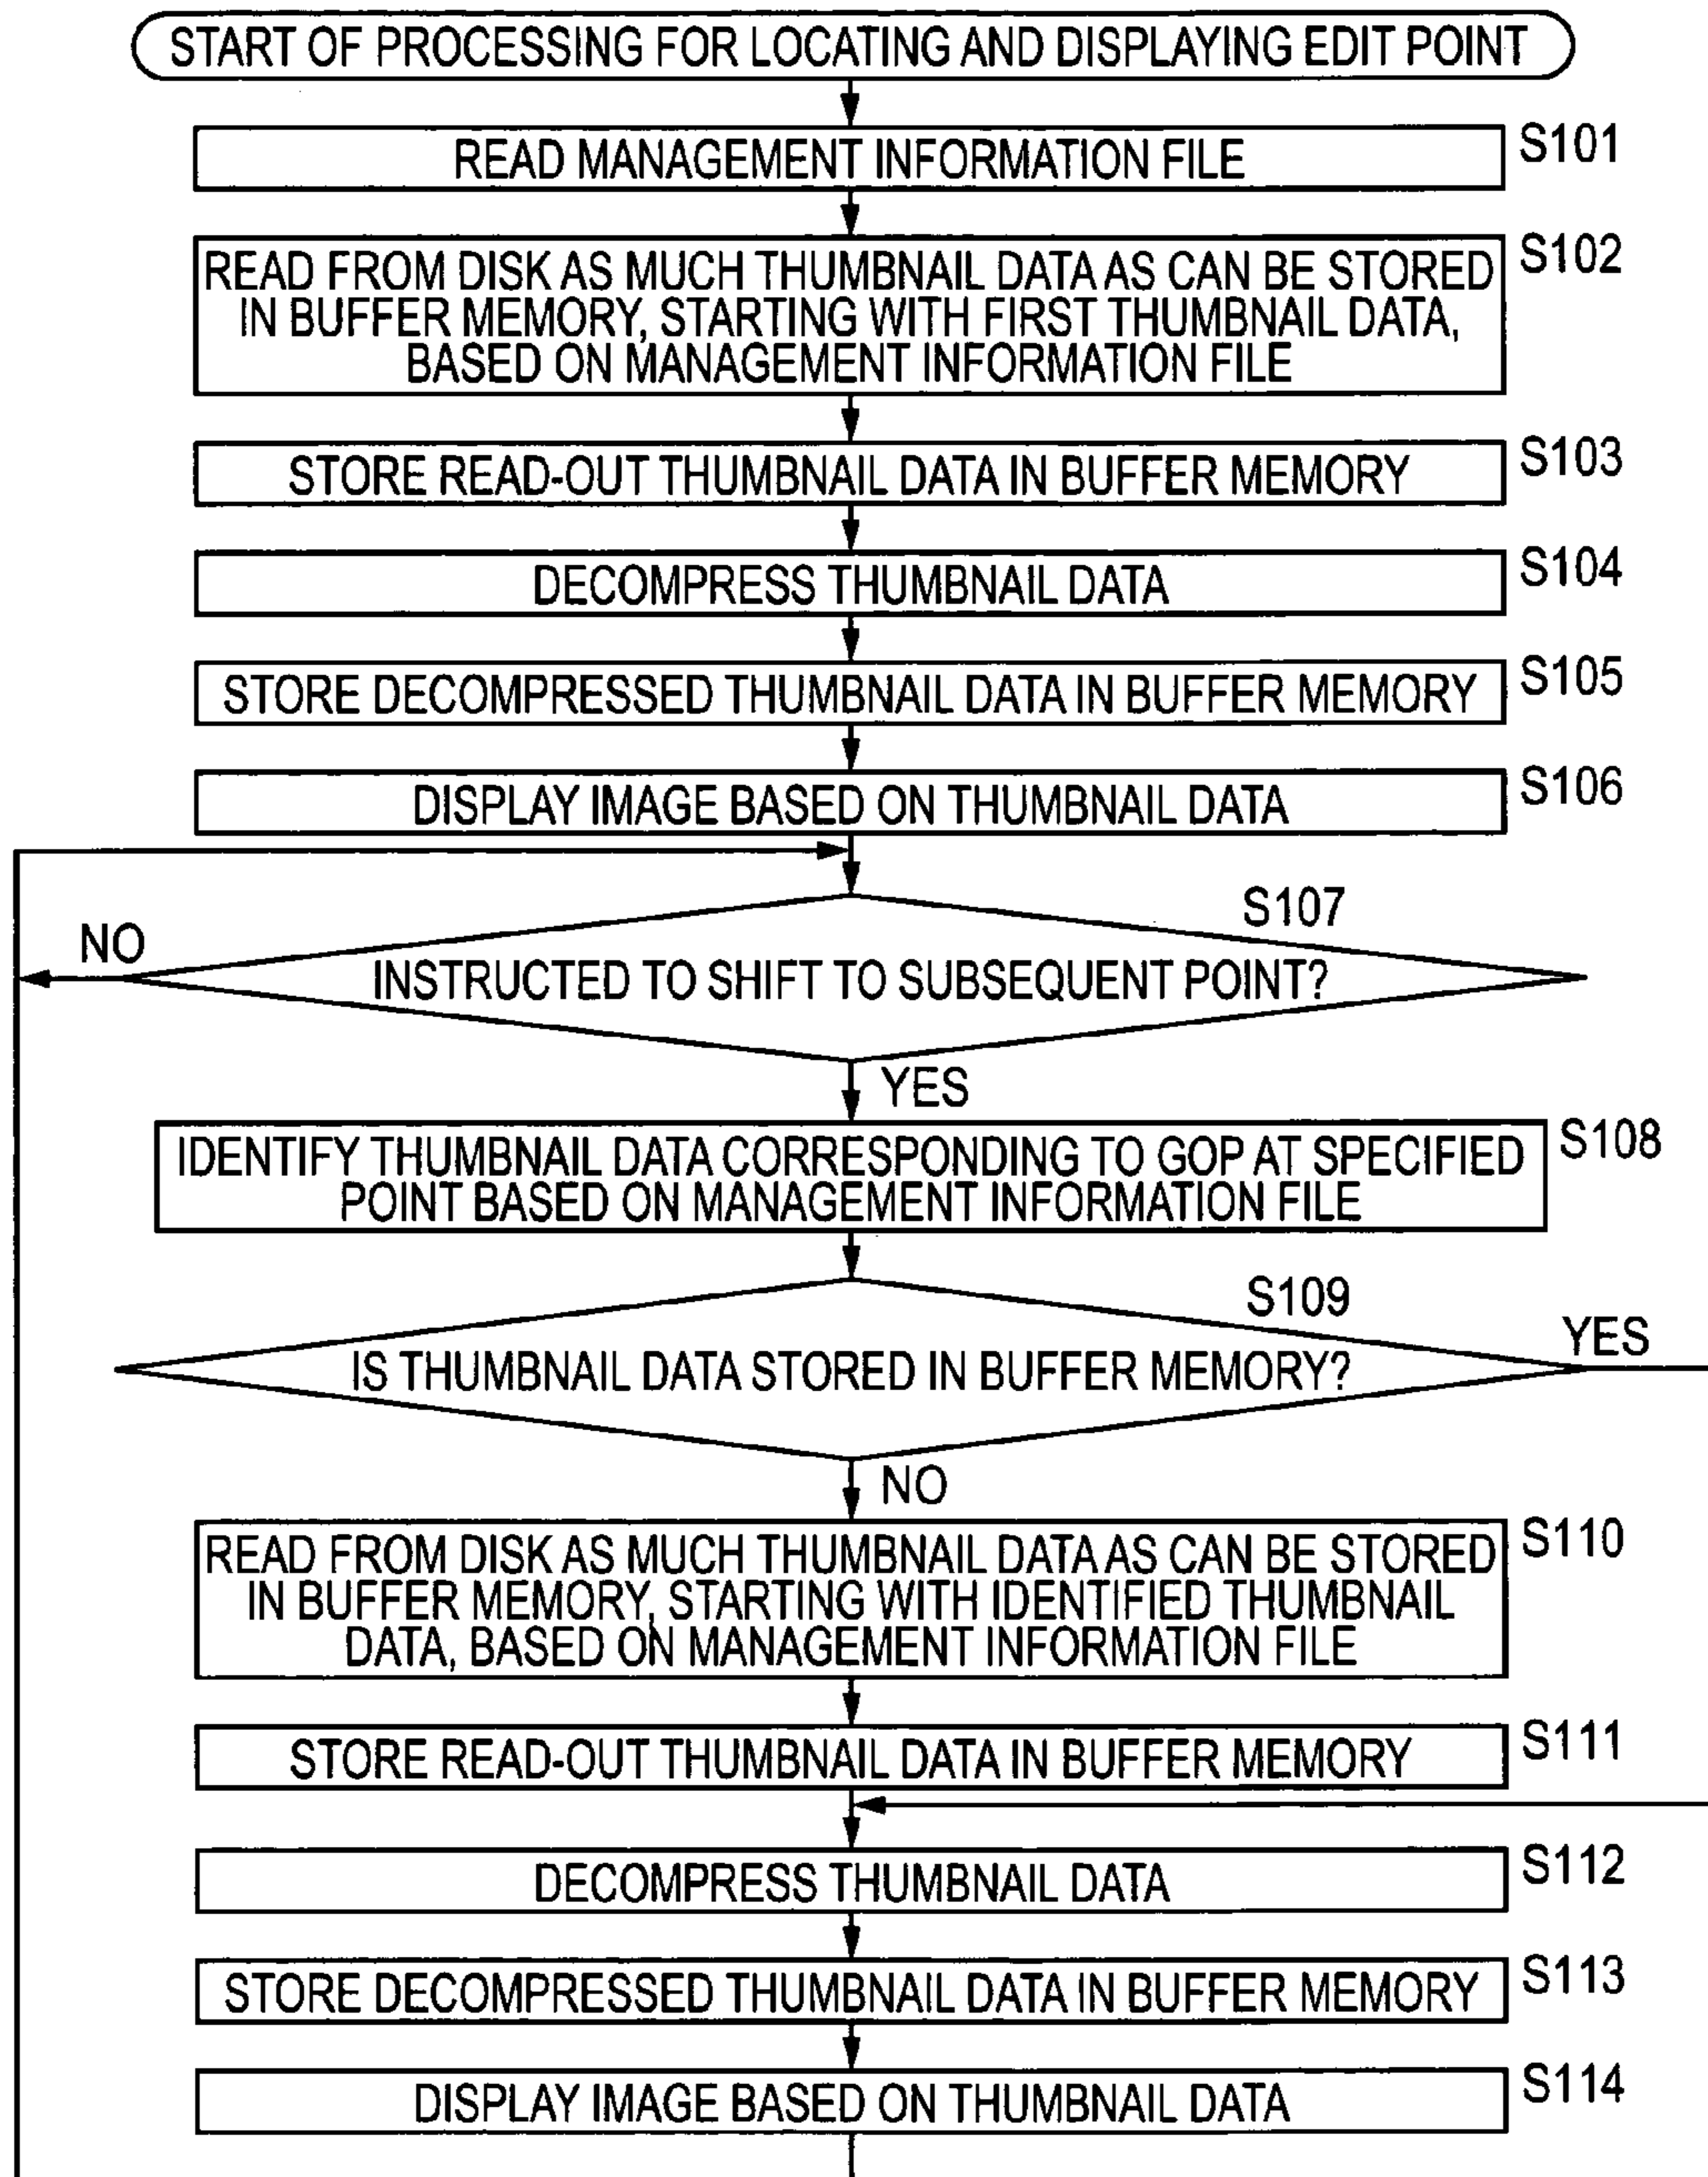 START OF PROCESSING FOR LOCATING AND DISPLAYING EDIT POINT
READ MANAGEMENT INFORMATION FILE
S101
READ FROM DISK AS MUCH THUMBNAIL DATA AS CAN BE STORED
IN BUFFER MEMORY, STARTING WITH FIRST THUMBNAIL DATA,
BASED ON MANAGEMENT INFORMATION FILE
S102
STORE READ-OUT THUMBNAIL DATA IN BUFFER MEMORY
S103
DECOMPRESS THUMBNAIL DATA
S104
STORE DECOMPRESSED THUMBNAIL DATA IN BUFFER MEMORY
S105
DISPLAY IMAGE BASED ON THUMBNAIL DATA
S106
S107
NO
INSTRUCTED TO SHIFT TO SUBSEQUENT POINT?
YES
IDENTIFY THUMBNAIL DATA CORRESPONDING TO GOP AT SPECIFIED
POINT BASED ON MANAGEMENT INFORMATION FILE
S108
S109
YES
IS THUMBNAIL DATA STORED IN BUFFER MEMORY?
NO
READ FROM DISK AS MUCH THUMBNAIL DATA AS CAN BE STORED
IN BUFFER MEMORY, STARTING WITH IDENTIFIED THUMBNAIL
DATA, BASED ON MANAGEMENT INFORMATION FILE
S110
STORE READ-OUT THUMBNAIL DATA IN BUFFER MEMORY
S111
DECOMPRESS THUMBNAIL DATA
S112
STORE DECOMPRESSED THUMBNAIL DATA IN BUFFER MEMORY
S113
DISPLAY IMAGE BASED ON THUMBNAIL DATA
S114